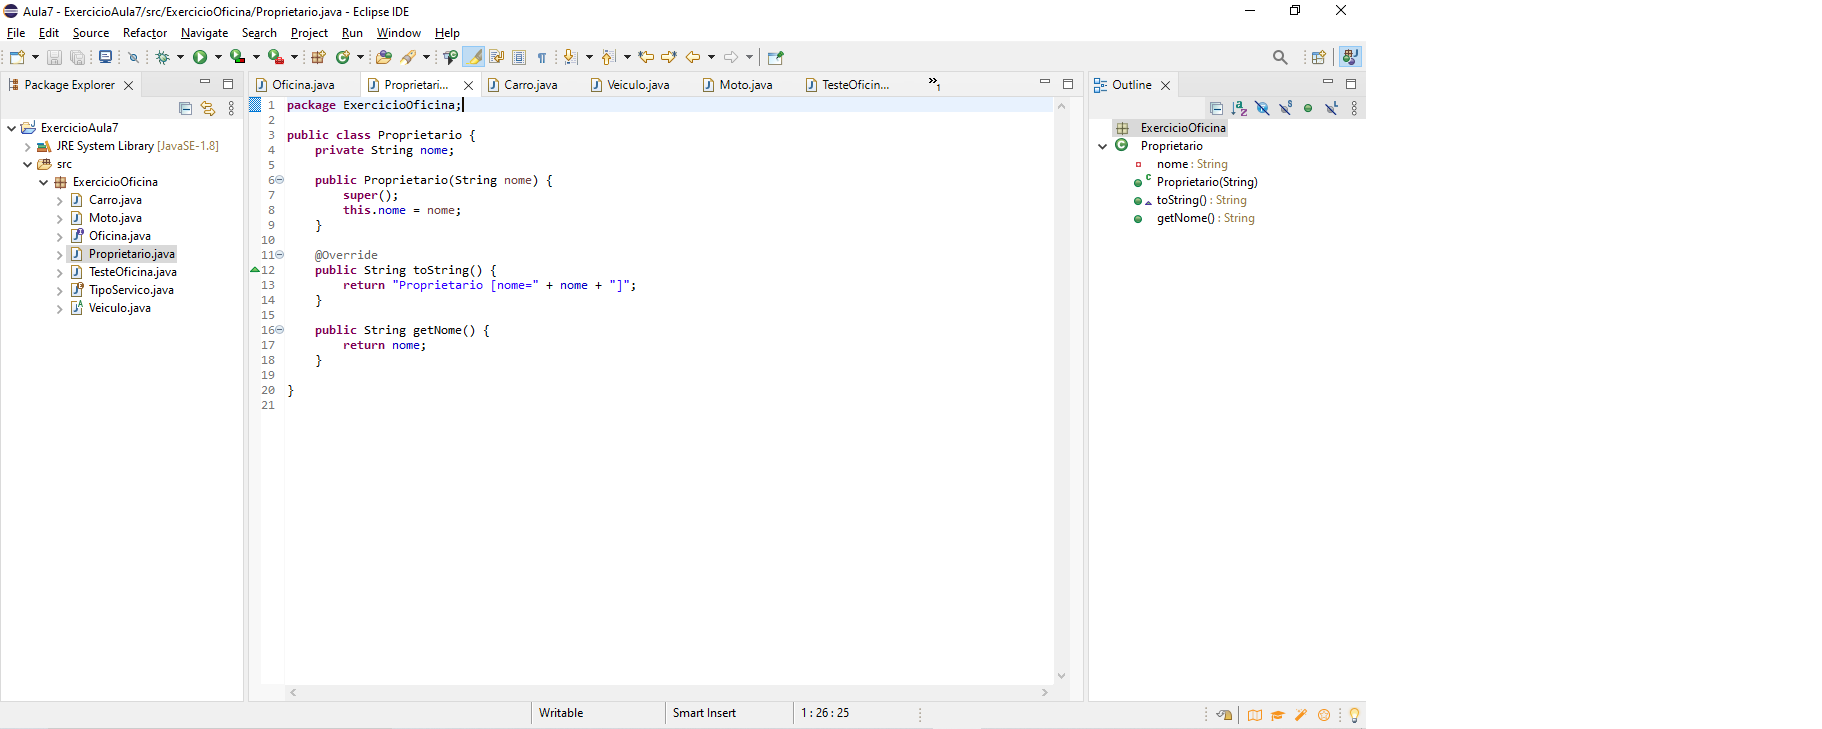 Aula7 - ExercicioAula7/src/ExercicioOficina/Proprietario.java - Eclipse IDE
File Edit Source Refactor Navigate Search Project Run Window Help
Package Explorer
ExercicioAula7
JRE System Library [JavaSE-1.8]
src
ExercicioOficina
Carro.java
Moto.java
Oficina.java
Proprietario.java
TesteOficina.java
TipoServico.java
Veiculo.java
Oficina.java Proprietari... Carro.java Veiculo.java Moto.java TesteOficin... »1
1 package ExercicioOficina;
2
3 public class Proprietario {
4 private String nome;
5
6 public Proprietario(String nome) {
7 super();
8 this.nome = nome;
9 }
10
11 @Override
12 public String toString() {
13 return "Proprietario [nome=" + nome + "]";
14 }
15
16 public String getNome() {
17 return nome;
18 }
19
20 }
21
Outline
ExercicioOficina
Proprietario
nome : String
Proprietario(String)
toString() : String
getNome() : String
Writable Smart Insert 1 : 26 : 25